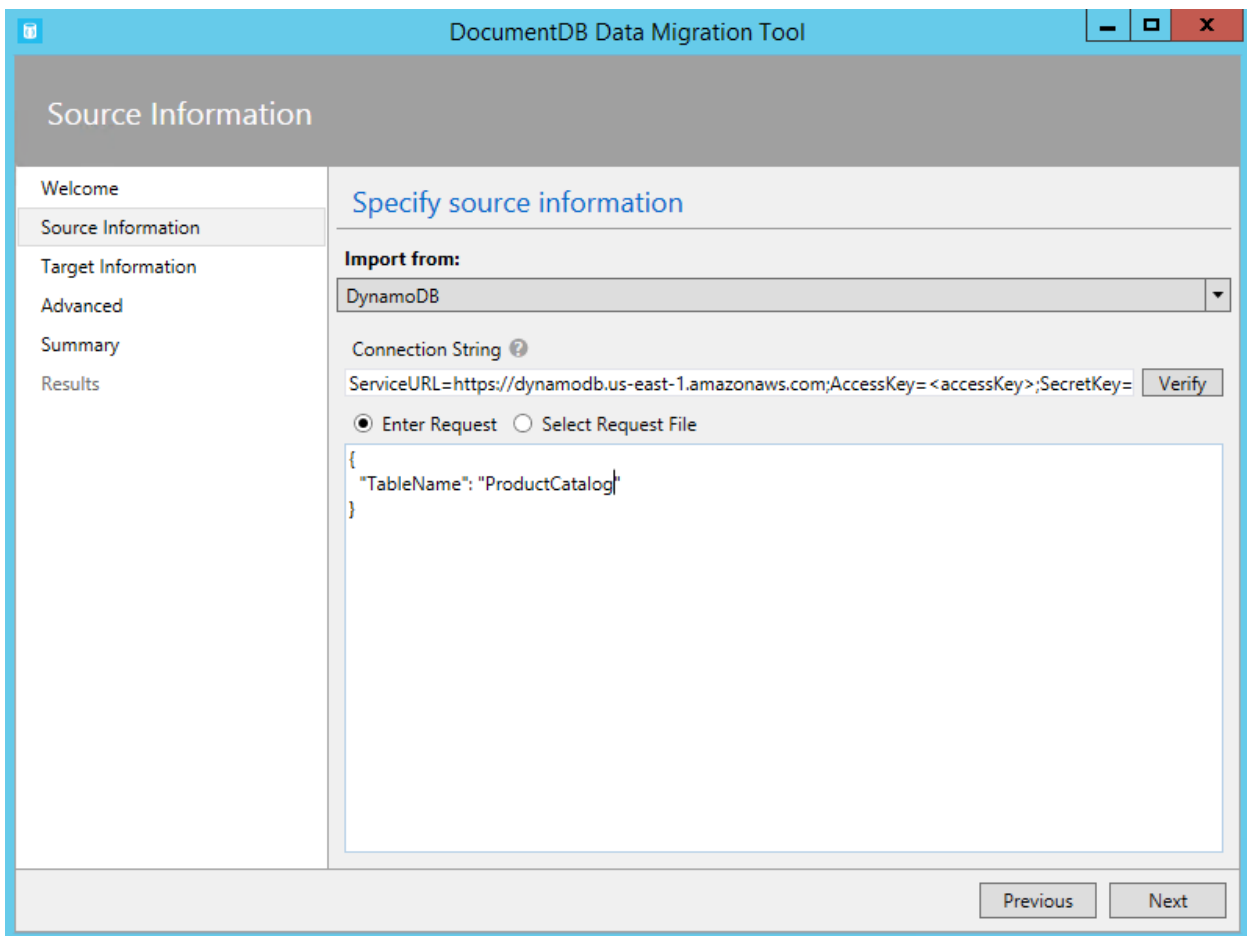 DocumentDB Data Migration Tool
x
Source Information
Welcome
Source Information
Target Information
Advanced
Summary
Results
Specify source information
Import from:
DynamoDB
Connection String ?
ServiceURL=https://dynamodb.us-east-1.amazonaws.com;AccessKey=<accessKey>;SecretKey= Verify
Enter Request Select Request File
{
"TableName": "ProductCatalog"
}
Previous Next